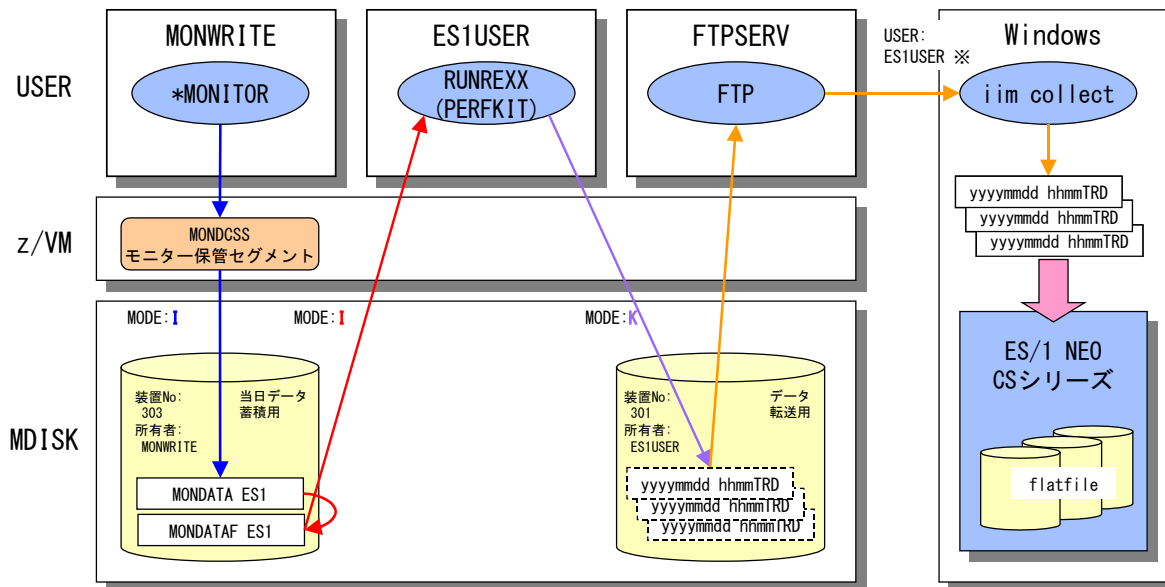 USER
MONWRITE
*MONITOR
ES1USER
RUNREXX
(PERFKIT)
FTPSERV
FTP
USER:
ES1USER ※
Windows
iim collect
yyyymmdd hhmmTRD
yyyymmdd hhmmTRD
yyyymmdd hhmmTRD
z/VM
MONDCSS
モニター保管セグメント
MDISK
MODE:I
MODE:I
MODE:K
装置No:
303
所有者:
MONWRITE
当日データ
蓄積用
MONDATA ES1
MONDATAF ES1
装置No:
301
所有者:
ES1USER
データ
転送用
yyyymmdd hhmmTRD
yyyymmdd hhmmTRD
yyyymmdd hhmmTRD
ES/1 NEO
CSシリーズ
flatfile